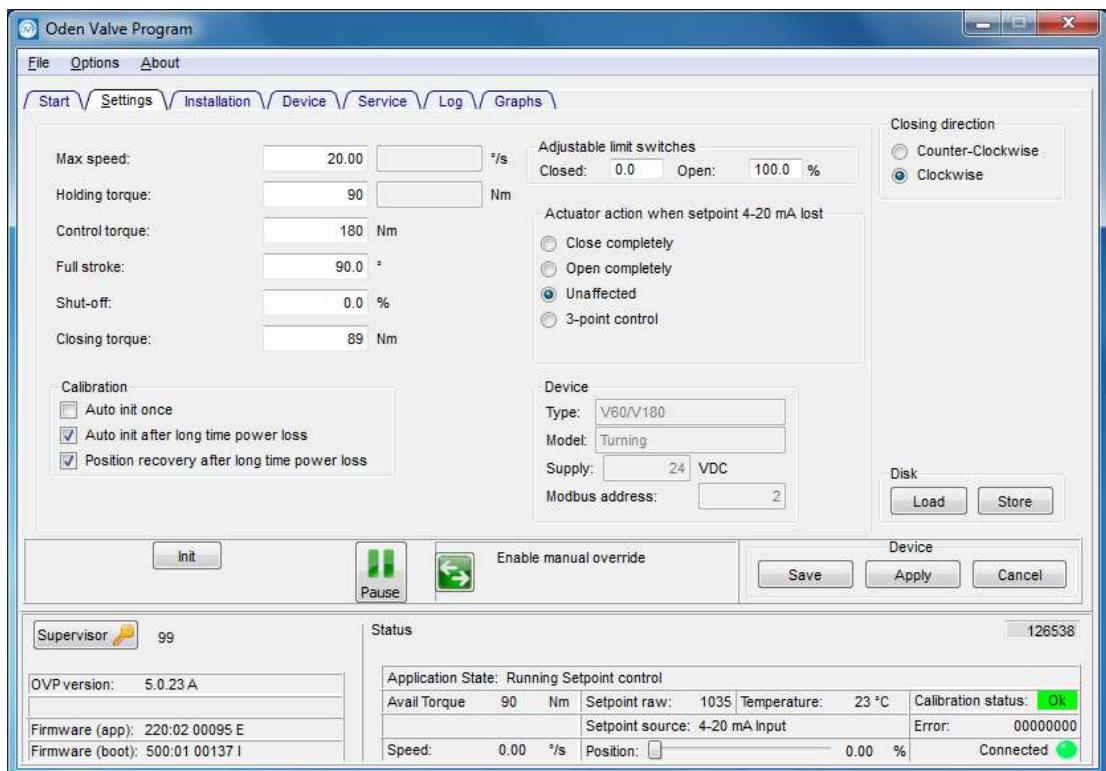 Oden Valve Program
File Options About
Start Settings Installation Device Service Log Graphs
Max speed: 20.00 °/s
Holding torque: 90 Nm
Control torque: 180 Nm
Full stroke: 90.0 °
Shut-off: 0.0 %
Closing torque: 89 Nm
Calibration
Auto init once
Auto init after long time power loss
Position recovery after long time power loss
Adjustable limit switches
Closed: 0.0 Open: 100.0 %
Actuator action when setpoint 4-20 mA lost
Close completely
Open completely
Unaffected
3-point control
Device
Type: V60/V180
Model: Turning
Supply: 24 VDC
Modbus address: 2
Closing direction
Counter-Clockwise
Clockwise
Disk
Load Store
Init
Pause
Enable manual override
Device
Save Apply Cancel
Supervisor 99
OVP version: 5.0.23 A
Firmware (app): 220:02 00095 E
Firmware (boot): 500:01 00137 I
Status 126538
Application State: Running Setpoint control
Avail Torque 90 Nm Setpoint raw: 1035 Temperature: 23 °C Calibration status: Ok
Setpoint source: 4-20 mA Input Error: 00000000
Speed: 0.00 °/s Position: 0.00 % Connected